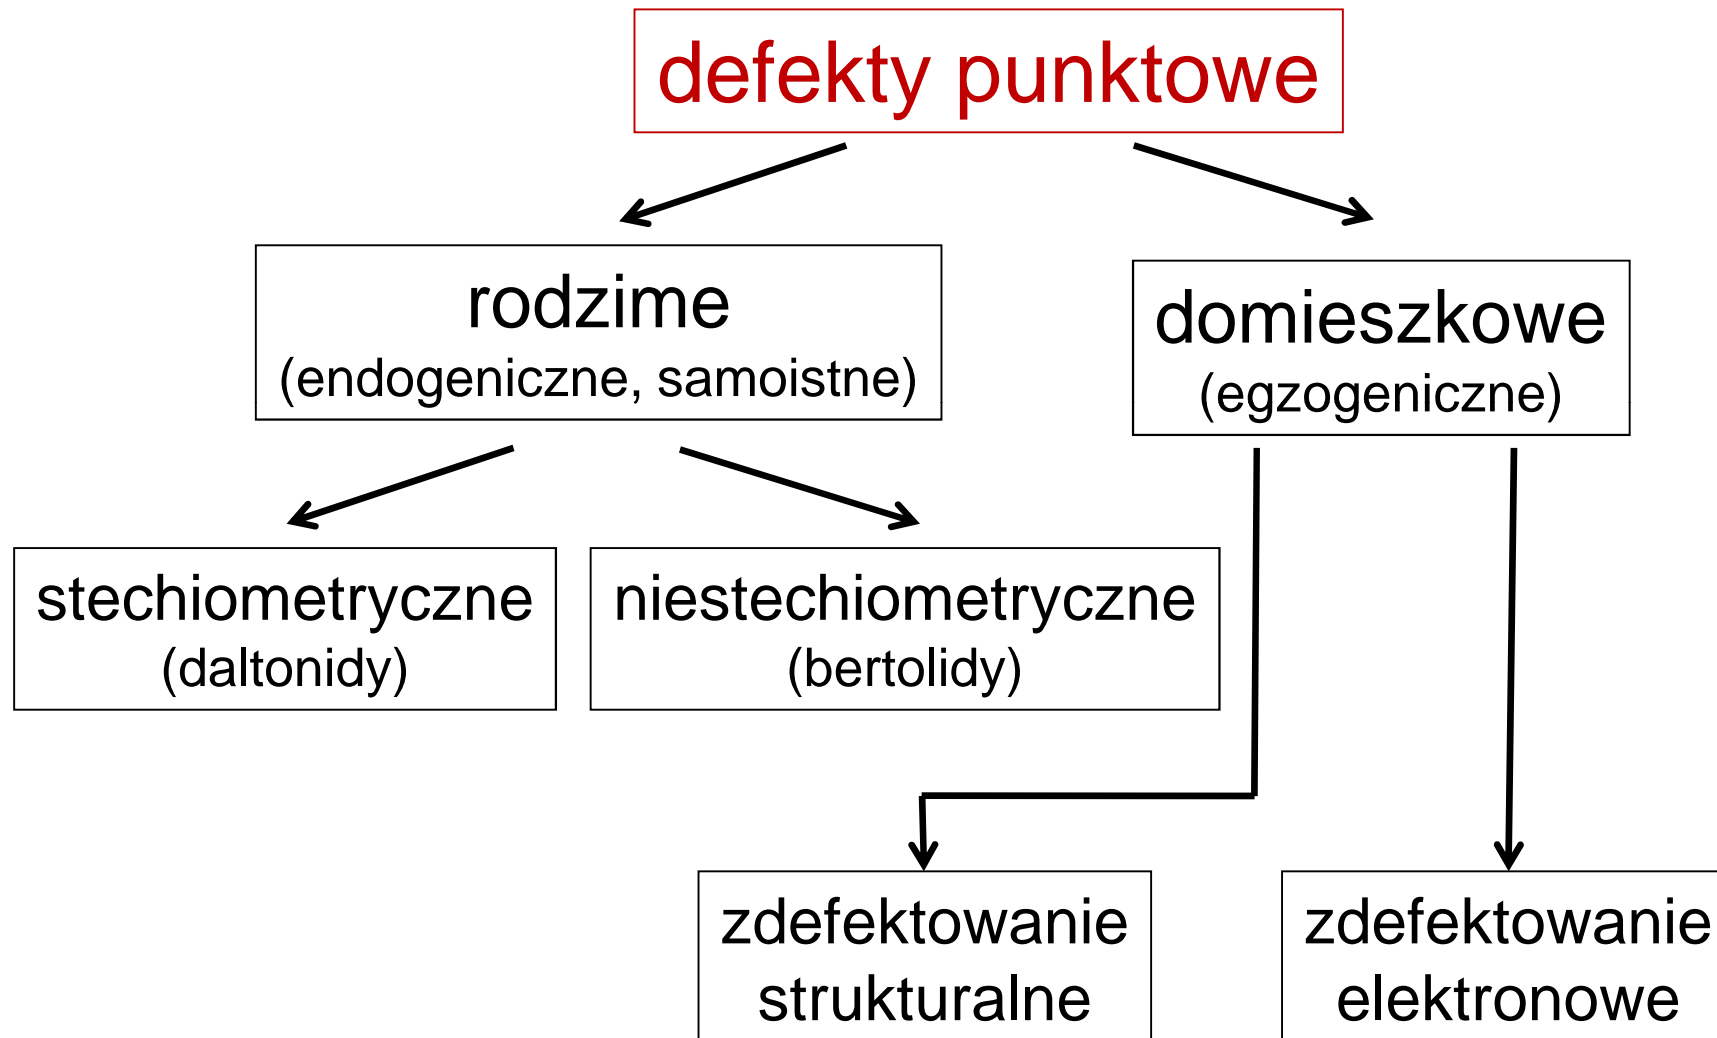 defekty punktowe
rodzime
(endogeniczne, samoistne)
domieszkowe
(egzogeniczne)
stechiometryczne
(daltonidy)
niestechiometryczne
(bertolidy)
zdefektowanie
strukturalne
zdefektowanie
elektronowe